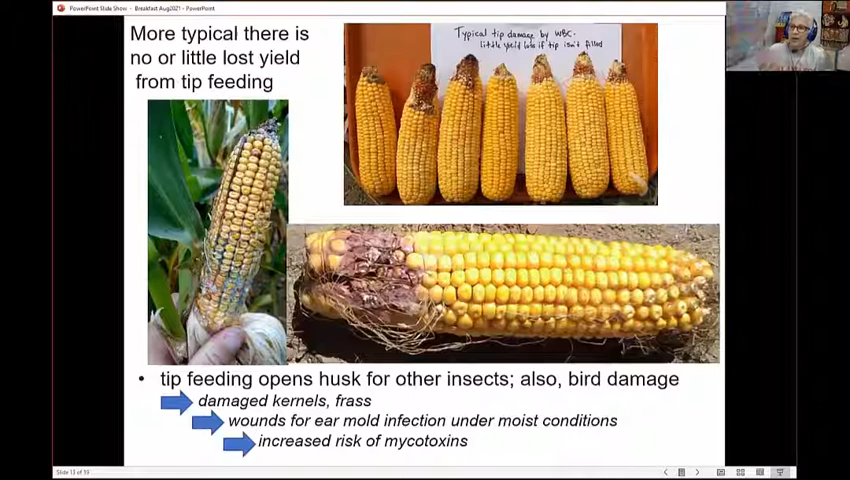 PowerPoint Slide Show - Breakfast Aug2021 - PowerPoint
More typical there is
no or little lost yield
from tip feeding
Typical tip damage by WBC-
little yield loss if tip isn't filled
• tip feeding opens husk for other insects; also, bird damage
damaged kernels, frass
wounds for ear mold infection under moist conditions
increased risk of mycotoxins
Slide 13 of 19